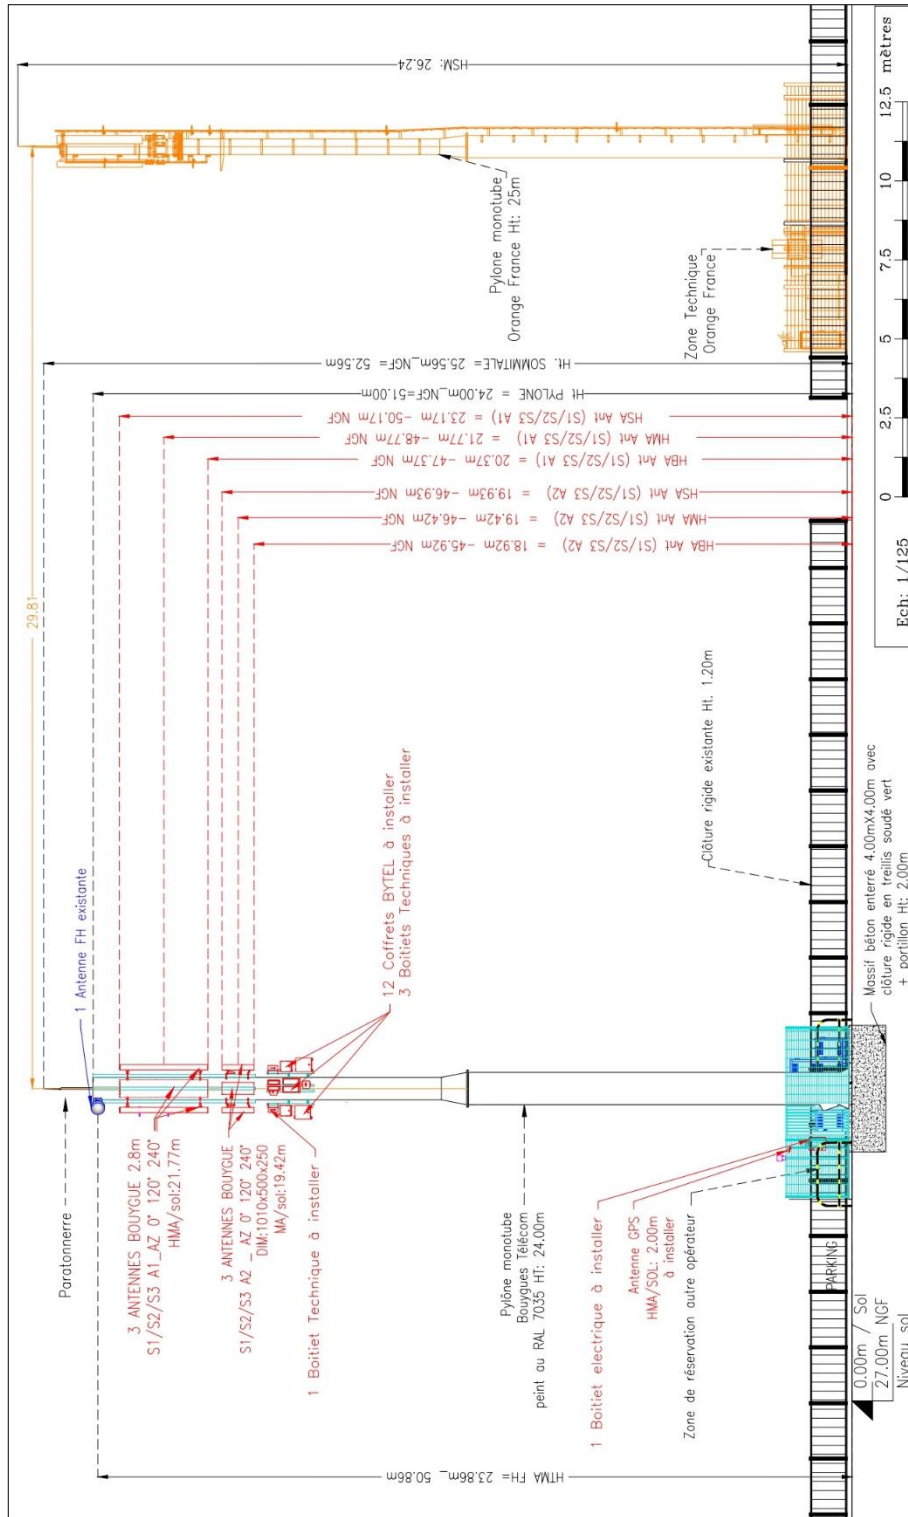 Paratonnerre
1 Antenne FH existante
3 ANTENNES BOUYGUE 2.8m
S1/S2/S3 A1_AZ 0° 120° 240°
HMA/sol:21.77m
3 ANTENNES BOUYGUE
S1/S2/S3 A2 _ AZ 0° 120° 240°
DIM:1010x500x250
MA/sol:19.42m
1 Boitiet Technique à installer
12 Coffrets BYTEL à installer
3 Boitiets Techniques à installer
Pylône monotube
Bouygues Télécom
peint au RAL 7035 HT: 24.00m
1 Boitiet electrique à installer
Antenne GPS
HMA/SOL: 2.00m
à installer
Zone de réservation autre opérateur
PARKING
0.00m / Sol
27.00m NGF
Niveau sol
HTMA FH= 23.86m_ 50.86m
29.81
Ht. SOMMITALE= 25.56m_NGF= 52.56m
Ht PYLONE = 24.00m_NGF=51.00m
HSA Ant (S1/S2/S3 A1) = 23.17m -50.17m NGF
HMA Ant (S1/S2/S3 A1) = 21.77m -48.77m NGF
HBA Ant (S1/S2/S3 A1) = 20.37m -47.37m NGF
HSA Ant (S1/S2/S3 A2) = 19.93m -46.93m NGF
HMA Ant (S1/S2/S3 A2) = 19.42m -46.42m NGF
HBA Ant (S1/S2/S3 A2) = 18.92m -45.92m NGF
Clôture rigide existante Ht. 1.20m
Massif béton enterré 4.00mX4.00m avec
clôture rigide en treillis soudé vert
+ portillon Ht: 2.00m
HSM: 26.24
Pylone monotube
Orange France Ht: 25m
Zone Technique
Orange France
0 2.5 5 7.5 10 12.5 mètres
Ech: 1/125